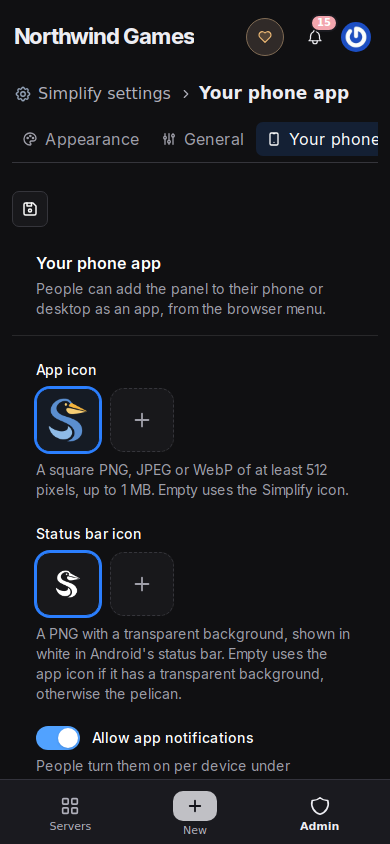 Northwind Games
15
Simplify settings > Your phone app
Appearance General Your phone
Your phone app
People can add the panel to their phone or
desktop as an app, from the browser menu.
App icon
A square PNG, JPEG or WebP of at least 512
pixels, up to 1 MB. Empty uses the Simplify icon.
Status bar icon
A PNG with a transparent background, shown in
white in Android's status bar. Empty uses the
app icon if it has a transparent background,
otherwise the pelican.
Allow app notifications
People turn them on per device under
Servers New Admin